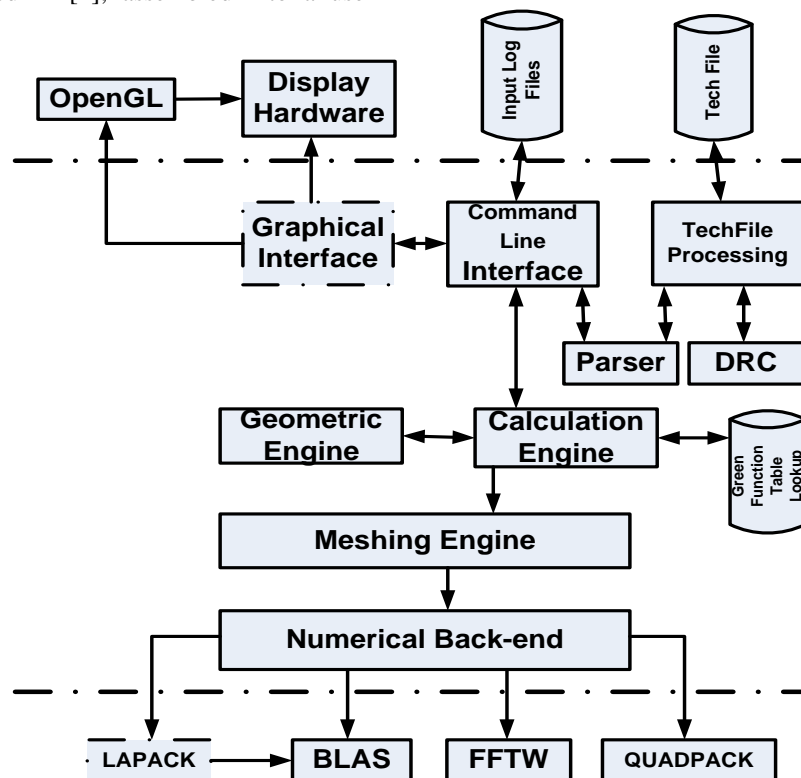 OpenGL
Display
Hardware
Input Log
Files
Tech File
Graphical
Interface
Command
Line
Interface
TechFile
Processing
Parser
DRC
Geometric
Engine
Calculation
Engine
Green
Function
Table
Lookup
Meshing Engine
Numerical Back-end
LAPACK
BLAS
FFTW
QUADPACK